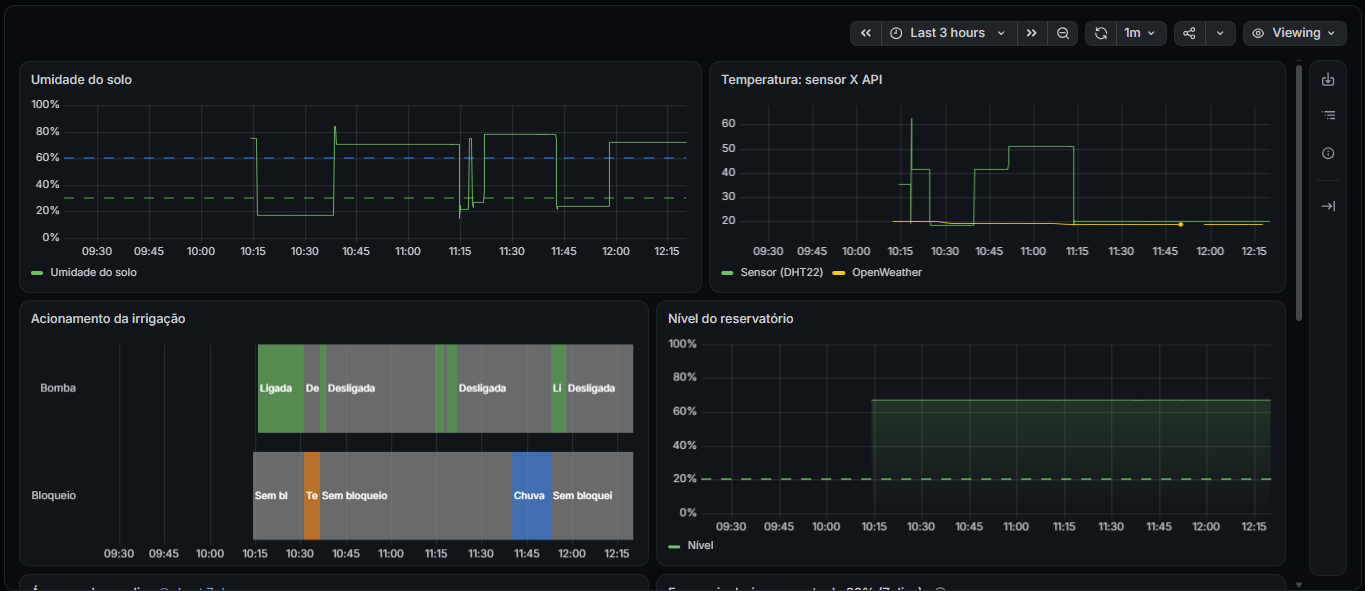 Last 3 hours 1m Viewing
Umidade do solo
100%
80%
60%
40%
20%
0%
09:30 09:45 10:00 10:15 10:30 10:45 11:00 11:15 11:30 11:45 12:00 12:15
Umidade do solo
Temperatura: sensor X API
60
50
40
30
20
09:30 09:45 10:00 10:15 10:30 10:45 11:00 11:15 11:30 11:45 12:00 12:15
Sensor (DHT22) OpenWeather
Acionamento da irrigação
Bomba Ligada De Desligada Desligada Li Desligada
Bloqueio Sem bl Te Sem bloqueio Chuva Sem bloquei
09:30 09:45 10:00 10:15 10:30 10:45 11:00 11:15 11:30 11:45 12:00 12:15
Nível do reservatório
100%
80%
60%
40%
20%
0%
09:30 09:45 10:00 10:15 10:30 10:45 11:00 11:15 11:30 11:45 12:00 12:15
Nível